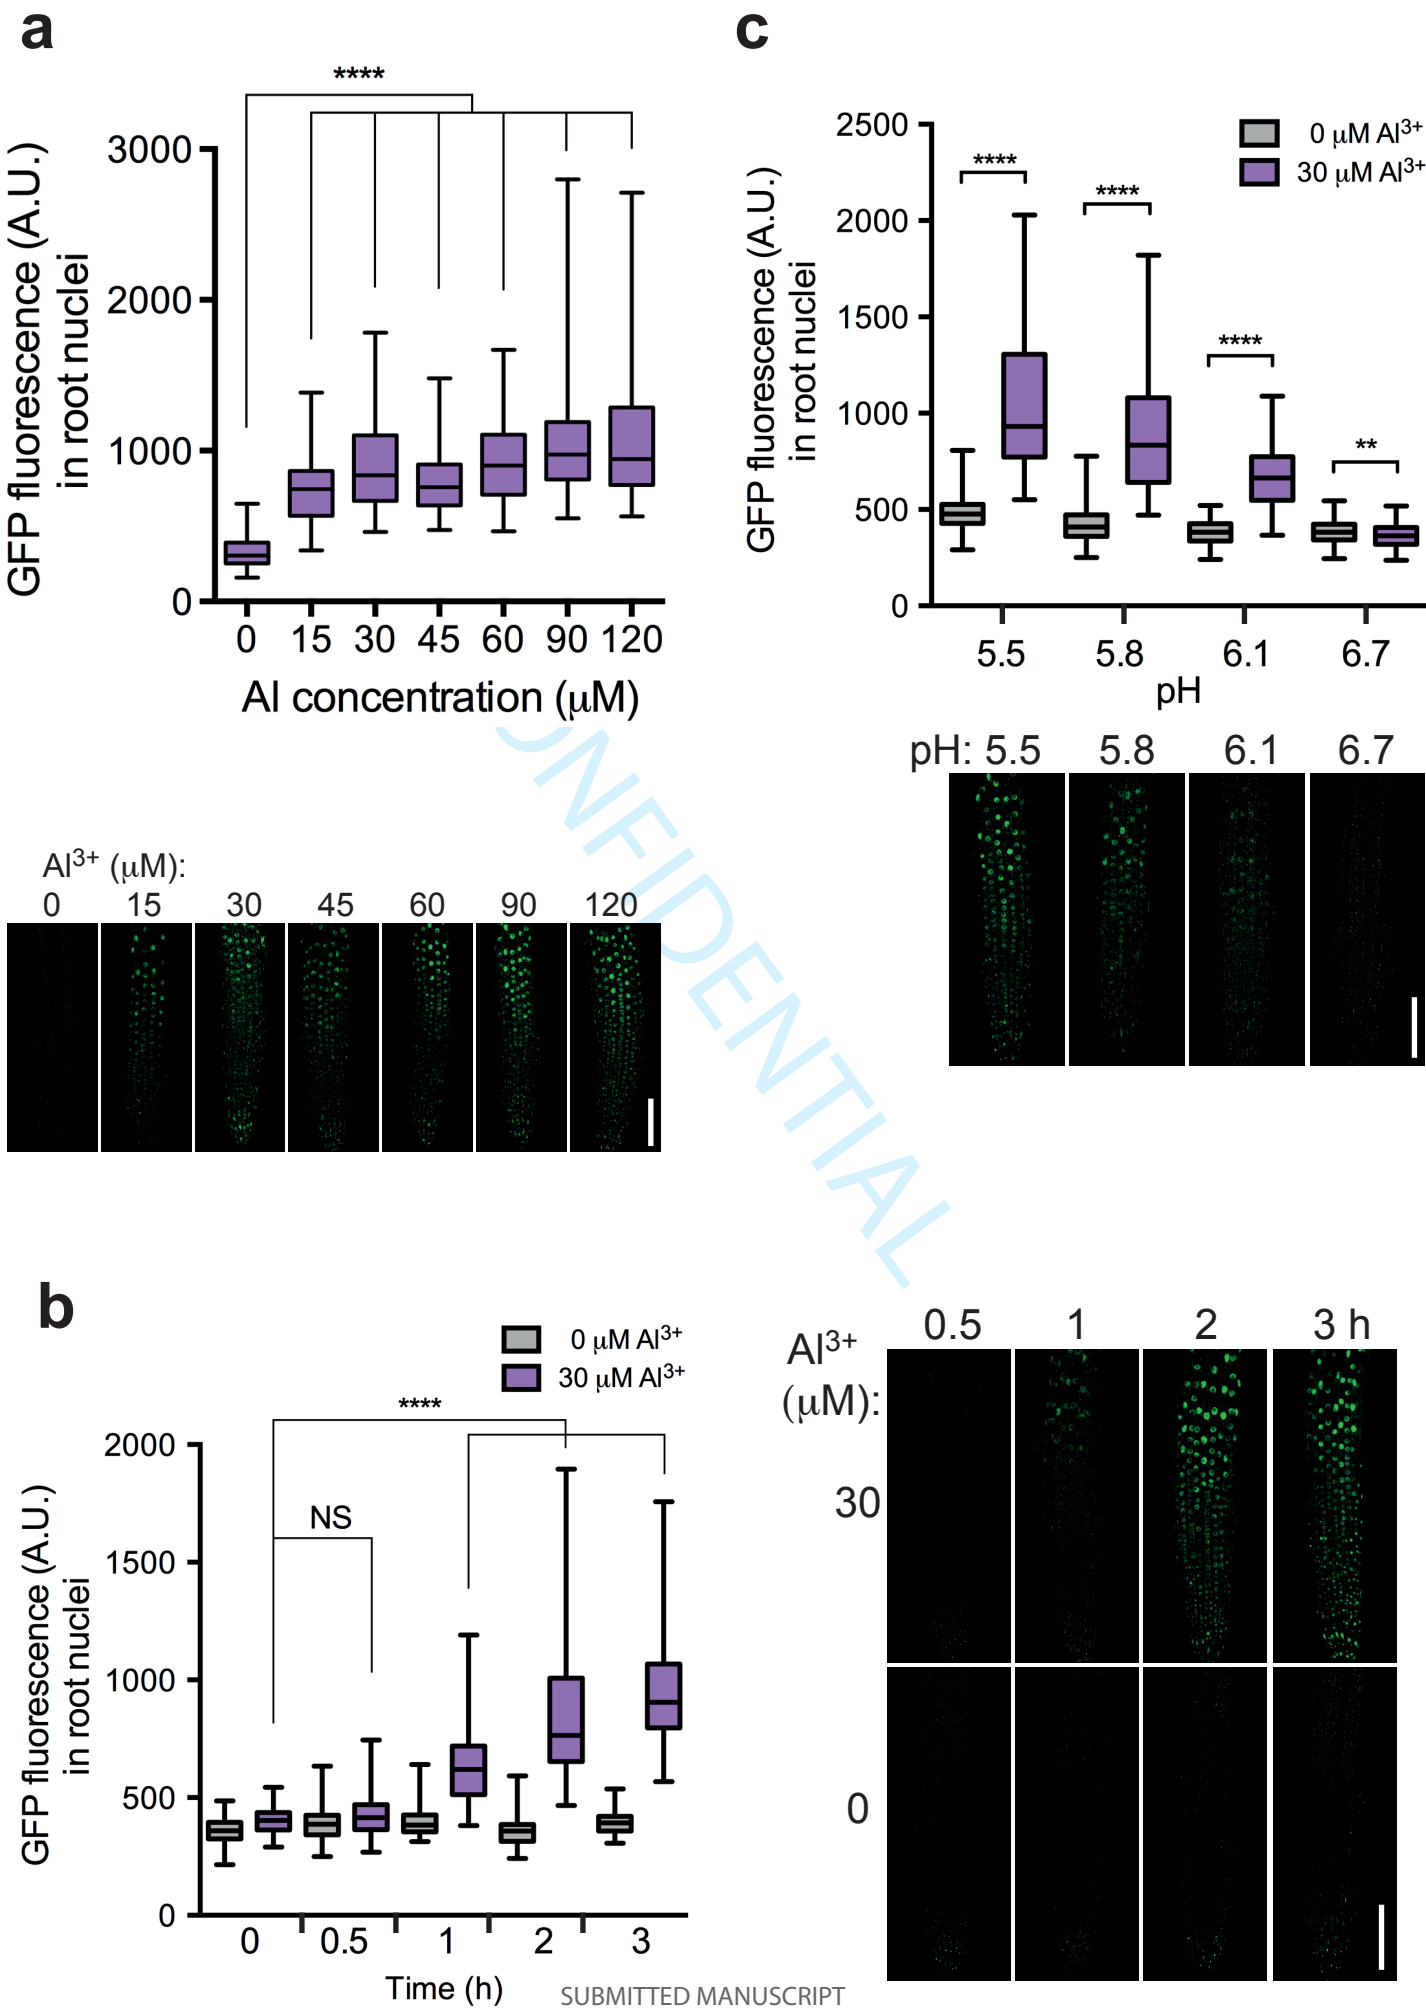 a
****
3000
2000
1000
0
GFP fluorescence (A.U.)
in root nuclei
0 15 30 45 60 90 120
Al concentration (μM)
Al3+ (μM):
0 15 30 45 60 90 120
c
0 μM Al3+
30 μM Al3+
2500
2000
1500
1000
500
0
GFP fluorescence (A.U.)
in root nuclei
****
****
****
**
5.5 5.8 6.1 6.7
pH
pH: 5.5 5.8 6.1 6.7
CONFIDENTIAL
b
0 μM Al3+
30 μM Al3+
****
NS
2000
1500
1000
500
0
GFP fluorescence (A.U.)
in root nuclei
0 0.5 1 2 3
Time (h)
Al3+
(μM):
0.5 1 2 3 h
30
0
SUBMITTED MANUSCRIPT